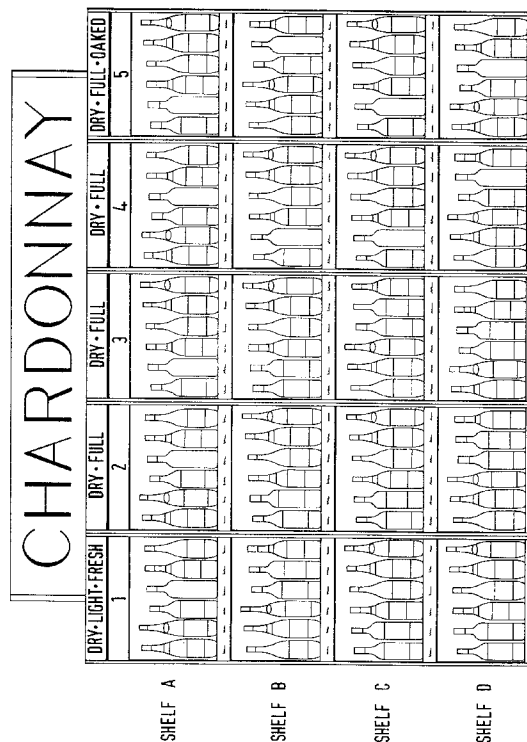 CHARDONNAY
DRY•LIGHT•FRESH
DRY • FULL
DRY • FULL
DRY • FULL
DRY • FULL • OAKED
1
2
3
4
5
SHELF A
SHELF B
SHELF C
SHELF D